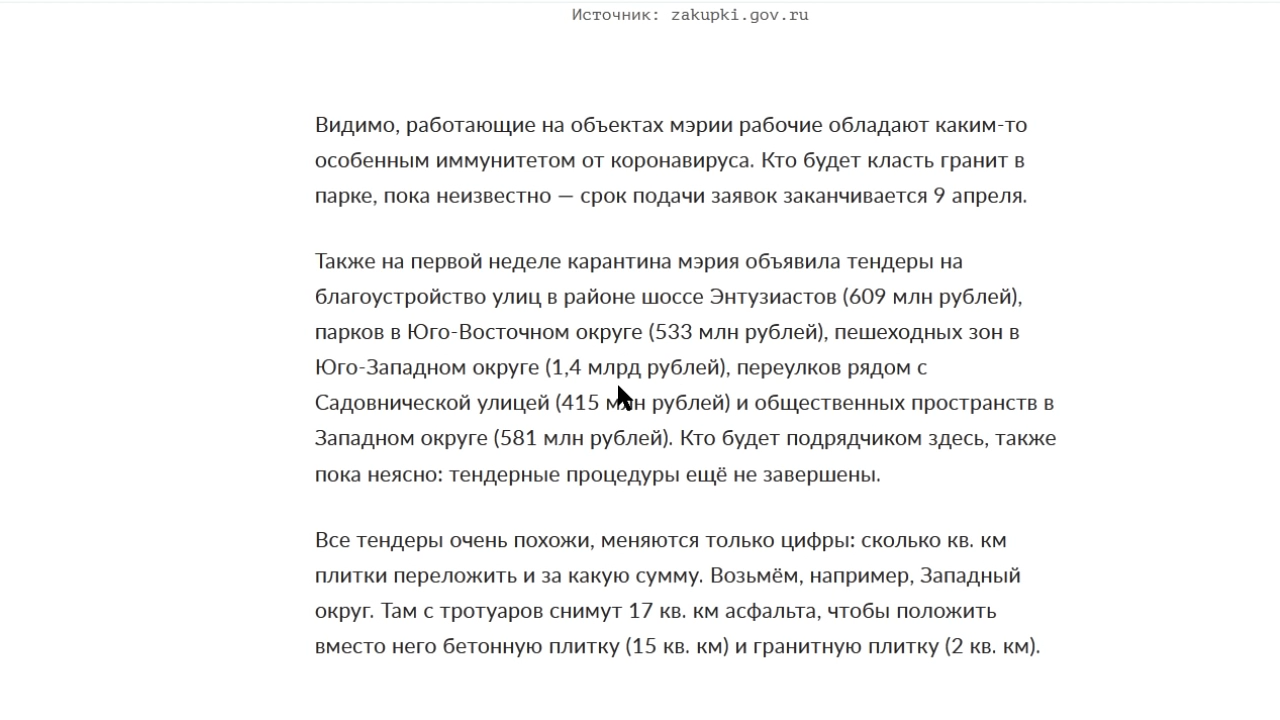 Источник: zakupki.gov.ru
Видимо, работающие на объектах мэрии рабочие обладают каким-то
особенным иммунитетом от коронавируса. Кто будет класть гранит в
парке, пока неизвестно — срок подачи заявок заканчивается 9 апреля.
Также на первой неделе карантина мэрия объявила тендеры на
благоустройство улиц в районе шоссе Энтузиастов (609 млн рублей),
парков в Юго-Восточном округе (533 млн рублей), пешеходных зон в
Юго-Западном округе (1,4 млрд рублей), переулков рядом с
Садовнической улицей (415 млн рублей) и общественных пространств в
Западном округе (581 млн рублей). Кто будет подрядчиком здесь, также
пока неясно: тендерные процедуры ещё не завершены.
Все тендеры очень похожи, меняются только цифры: сколько кв. км
плитки переложить и за какую сумму. Возьмём, например, Западный
округ. Там с тротуаров снимут 17 кв. км асфальта, чтобы положить
вместо него бетонную плитку (15 кв. км) и гранитную плитку (2 кв. км).